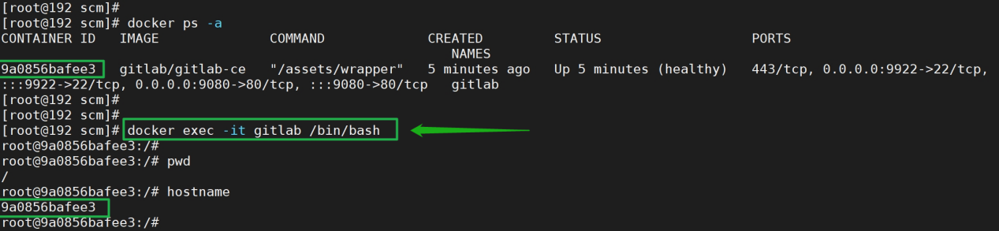 [root@192 scm]#
[root@192 scm]# docker ps -a
CONTAINER ID   IMAGE              COMMAND             CREATED         STATUS                   PORTS
NAMES
9a0856bafee3   gitlab/gitlab-ce   "/assets/wrapper"   5 minutes ago   Up 5 minutes (healthy)   443/tcp, 0.0.0.0:9922->22/tcp,
:::9922->22/tcp, 0.0.0.0:9080->80/tcp, :::9080->80/tcp   gitlab
[root@192 scm]#
[root@192 scm]#
[root@192 scm]# docker exec -it gitlab /bin/bash
root@9a0856bafee3:/#
root@9a0856bafee3:/# pwd
/
root@9a0856bafee3:/# hostname
9a0856bafee3
root@9a0856bafee3:/#